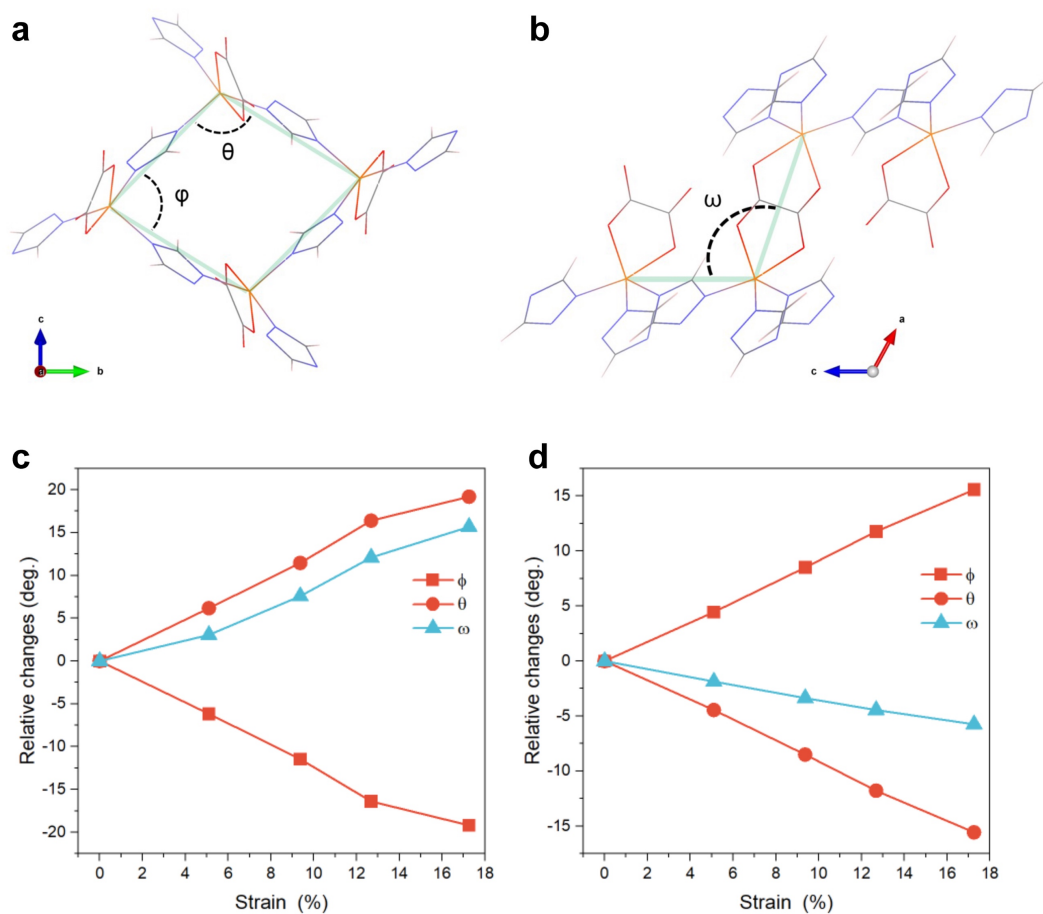 a
b
θ
φ
ω
c
a
b
a
c
c
d
20
15
10
5
0
-5
-10
-15
-20
Relative changes (deg.)
ϕ
θ
ω
0 2 4 6 8 10 12 14 16 18
Strain (%)
15
10
5
0
-5
-10
-15
Relative changes (deg.)
ϕ
θ
ω
0 2 4 6 8 10 12 14 16 18
Strain (%)